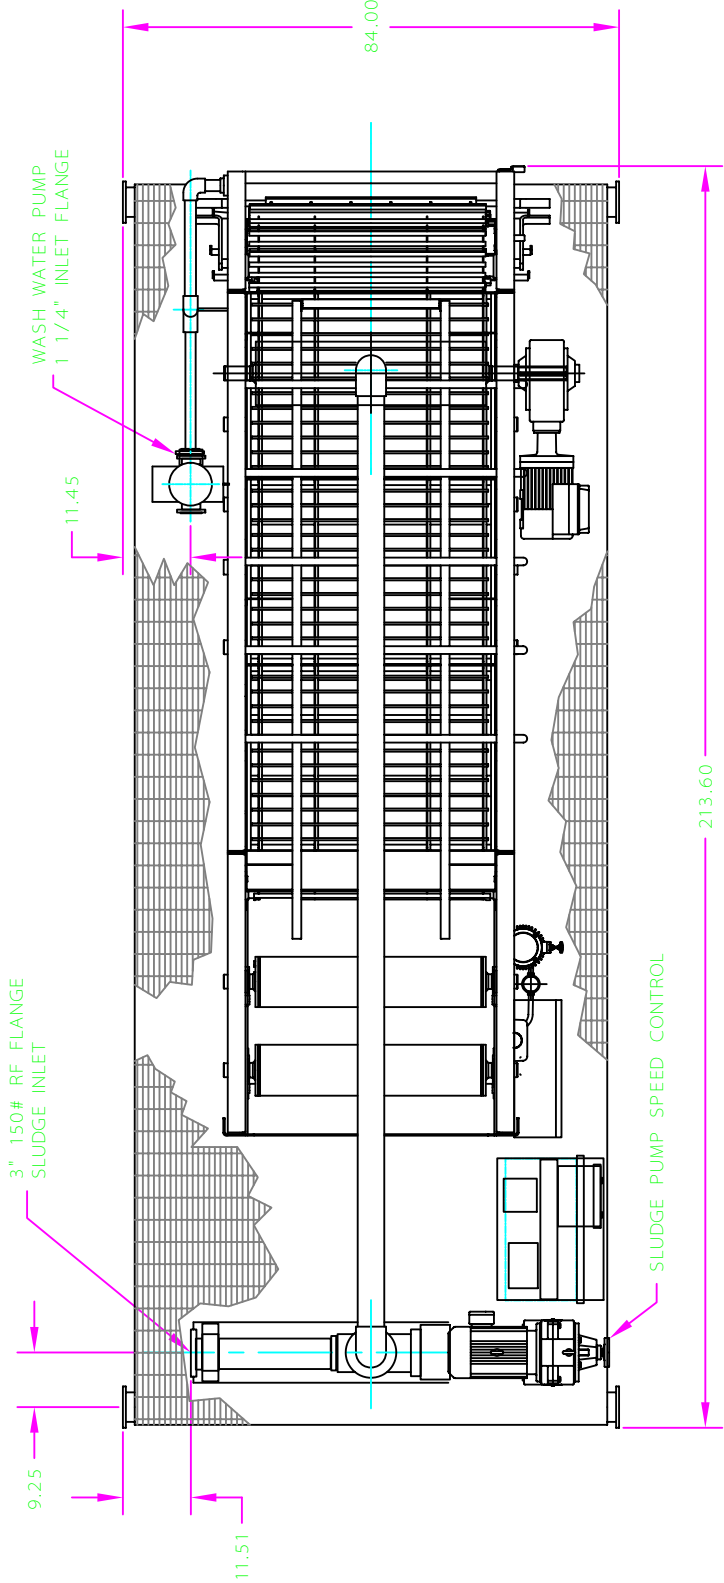 84.00
WASH WATER PUMP
1 1/4" INLET FLANGE
11.45
213.60
3" 150# RF FLANGE
SLUDGE INLET
SLUDGE PUMP SPEED CONTROL
9.25
11.51